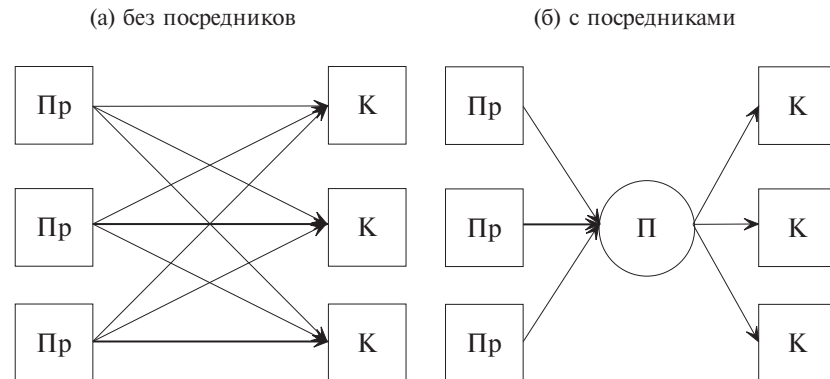 (а) без посредников
(б) с посредниками
Пр К Пр К
Пр К Пр П К
Пр К Пр К